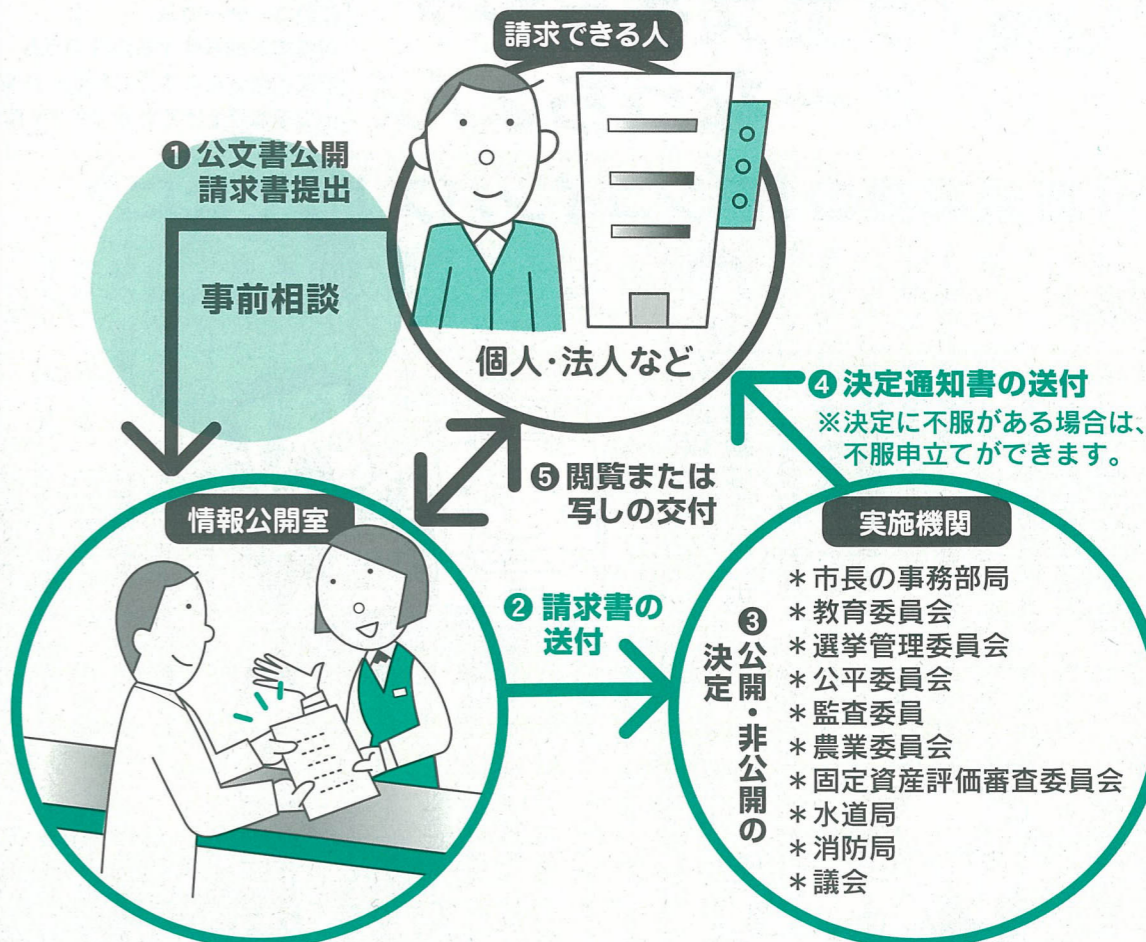 請求できる人
❶公文書公開
請求書提出
事前相談
個人・法人など
❹決定通知書の送付
※決定に不服がある場合は、
不服申立てができます。
❺閲覧または
写しの交付
情報公開室
❷請求書の
送付
実施機関
❸公開・非公開の
決定
＊市長の事務部局
＊教育委員会
＊選挙管理委員会
＊公平委員会
＊監査委員
＊農業委員会
＊固定資産評価審査委員会
＊水道局
＊消防局
＊議会